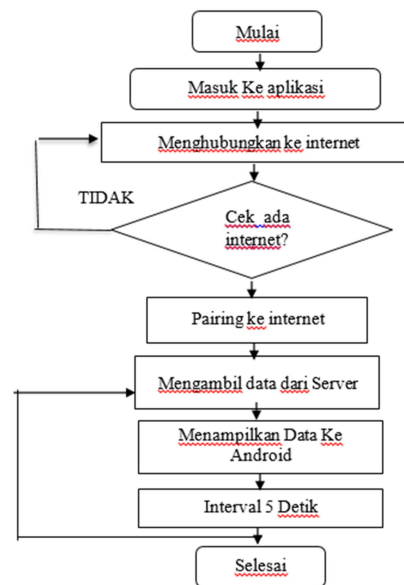 Mulai
Masuk Ke aplikasi
Menghubungkan ke internet
TIDAK
Cek ada
internet?
Pairing ke internet
Mengambil data dari Server
Menampilkan Data Ke
Android
Interval 5 Detik
Selesai